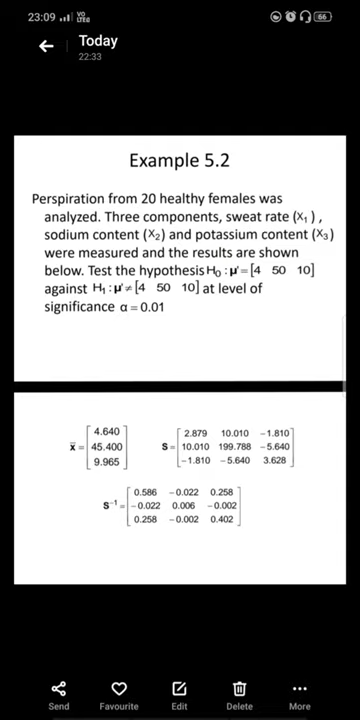 23:09 VO LTE 66
Today
22:33
Example 5.2
Perspiration from 20 healthy females was
analyzed. Three components, sweat rate (X₁) ,
sodium content (X₂) and potassium content (X₃)
were measured and the results are shown
below. Test the hypothesis H₀ : μ' = [4 50 10]
against H₁ : μ' ≠ [4 50 10] at level of
significance α = 0.01
x̄ = [4.640 45.400 9.965] S = [2.879 10.010 −1.810
10.010 199.788 −5.640
−1.810 −5.640 3.628]
S⁻¹ = [0.586 −0.022 0.258
−0.022 0.006 −0.002
0.258 −0.002 0.402]
Send Favourite Edit Delete More